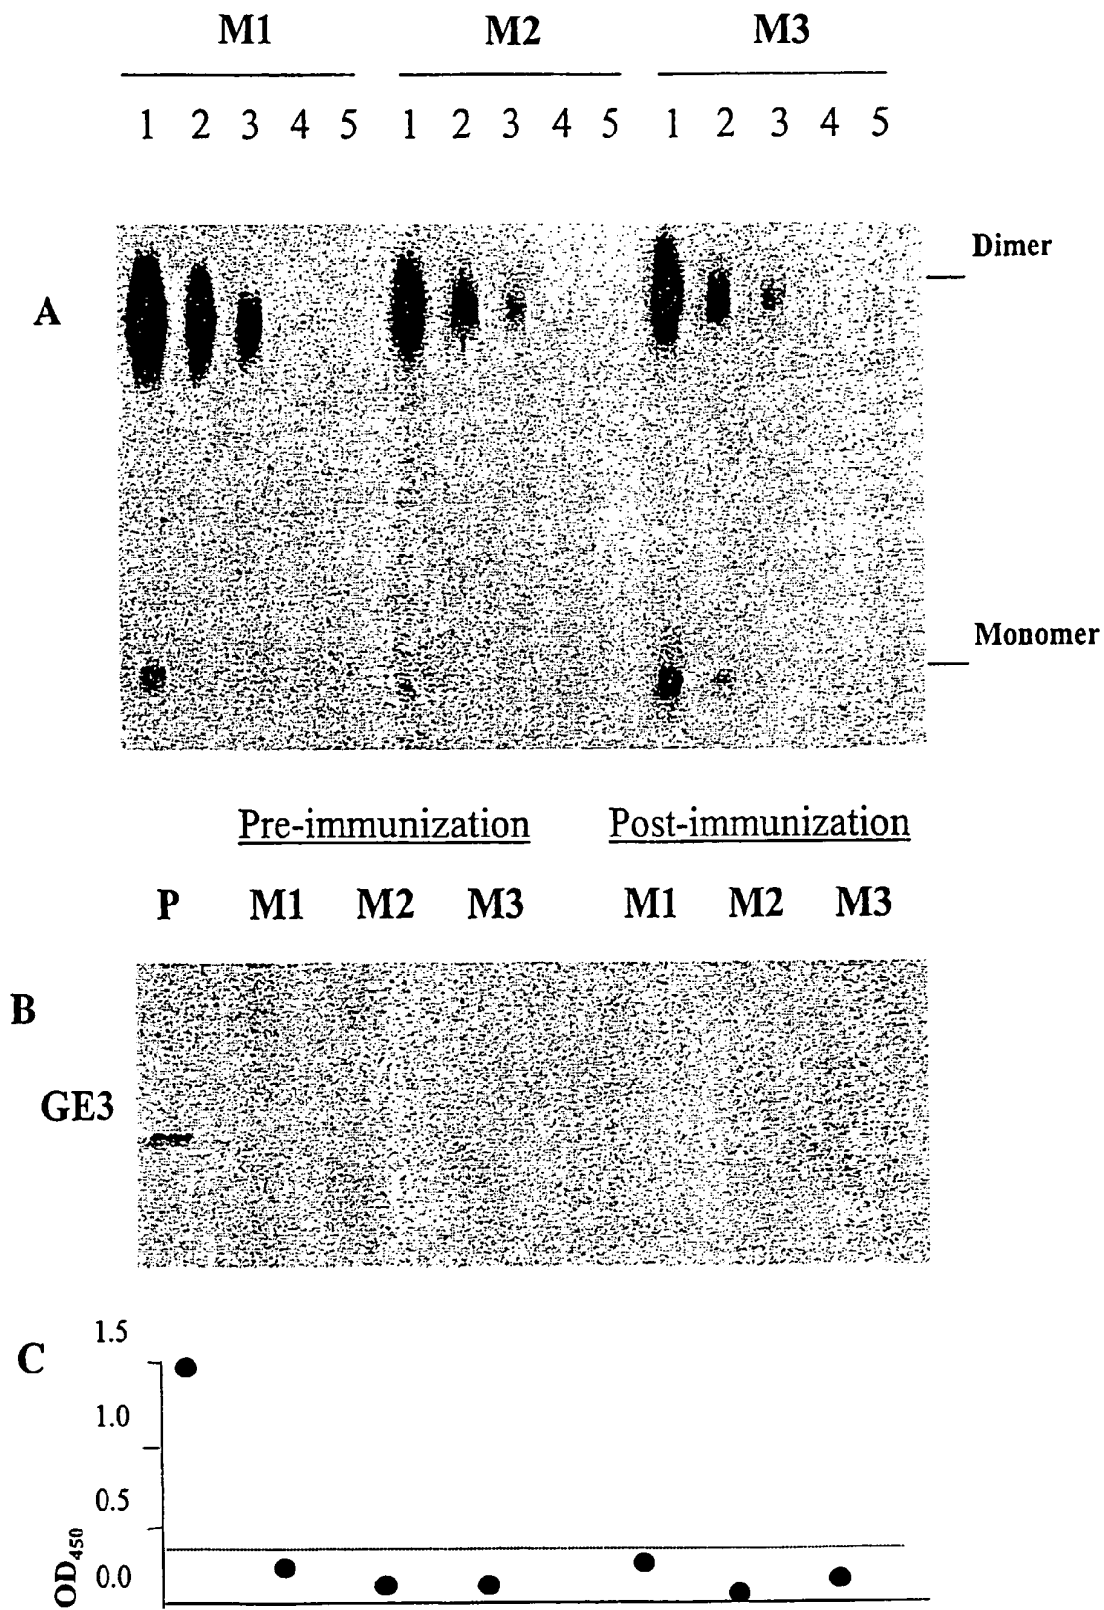 M1 M2 M3
1 2 3 4 5 1 2 3 4 5 1 2 3 4 5
Dimer
A
Monomer
Pre-immunization Post-immunization
P M1 M2 M3 M1 M2 M3
B
GE3
C
1.5
1.0
0.5
0.0
OD450